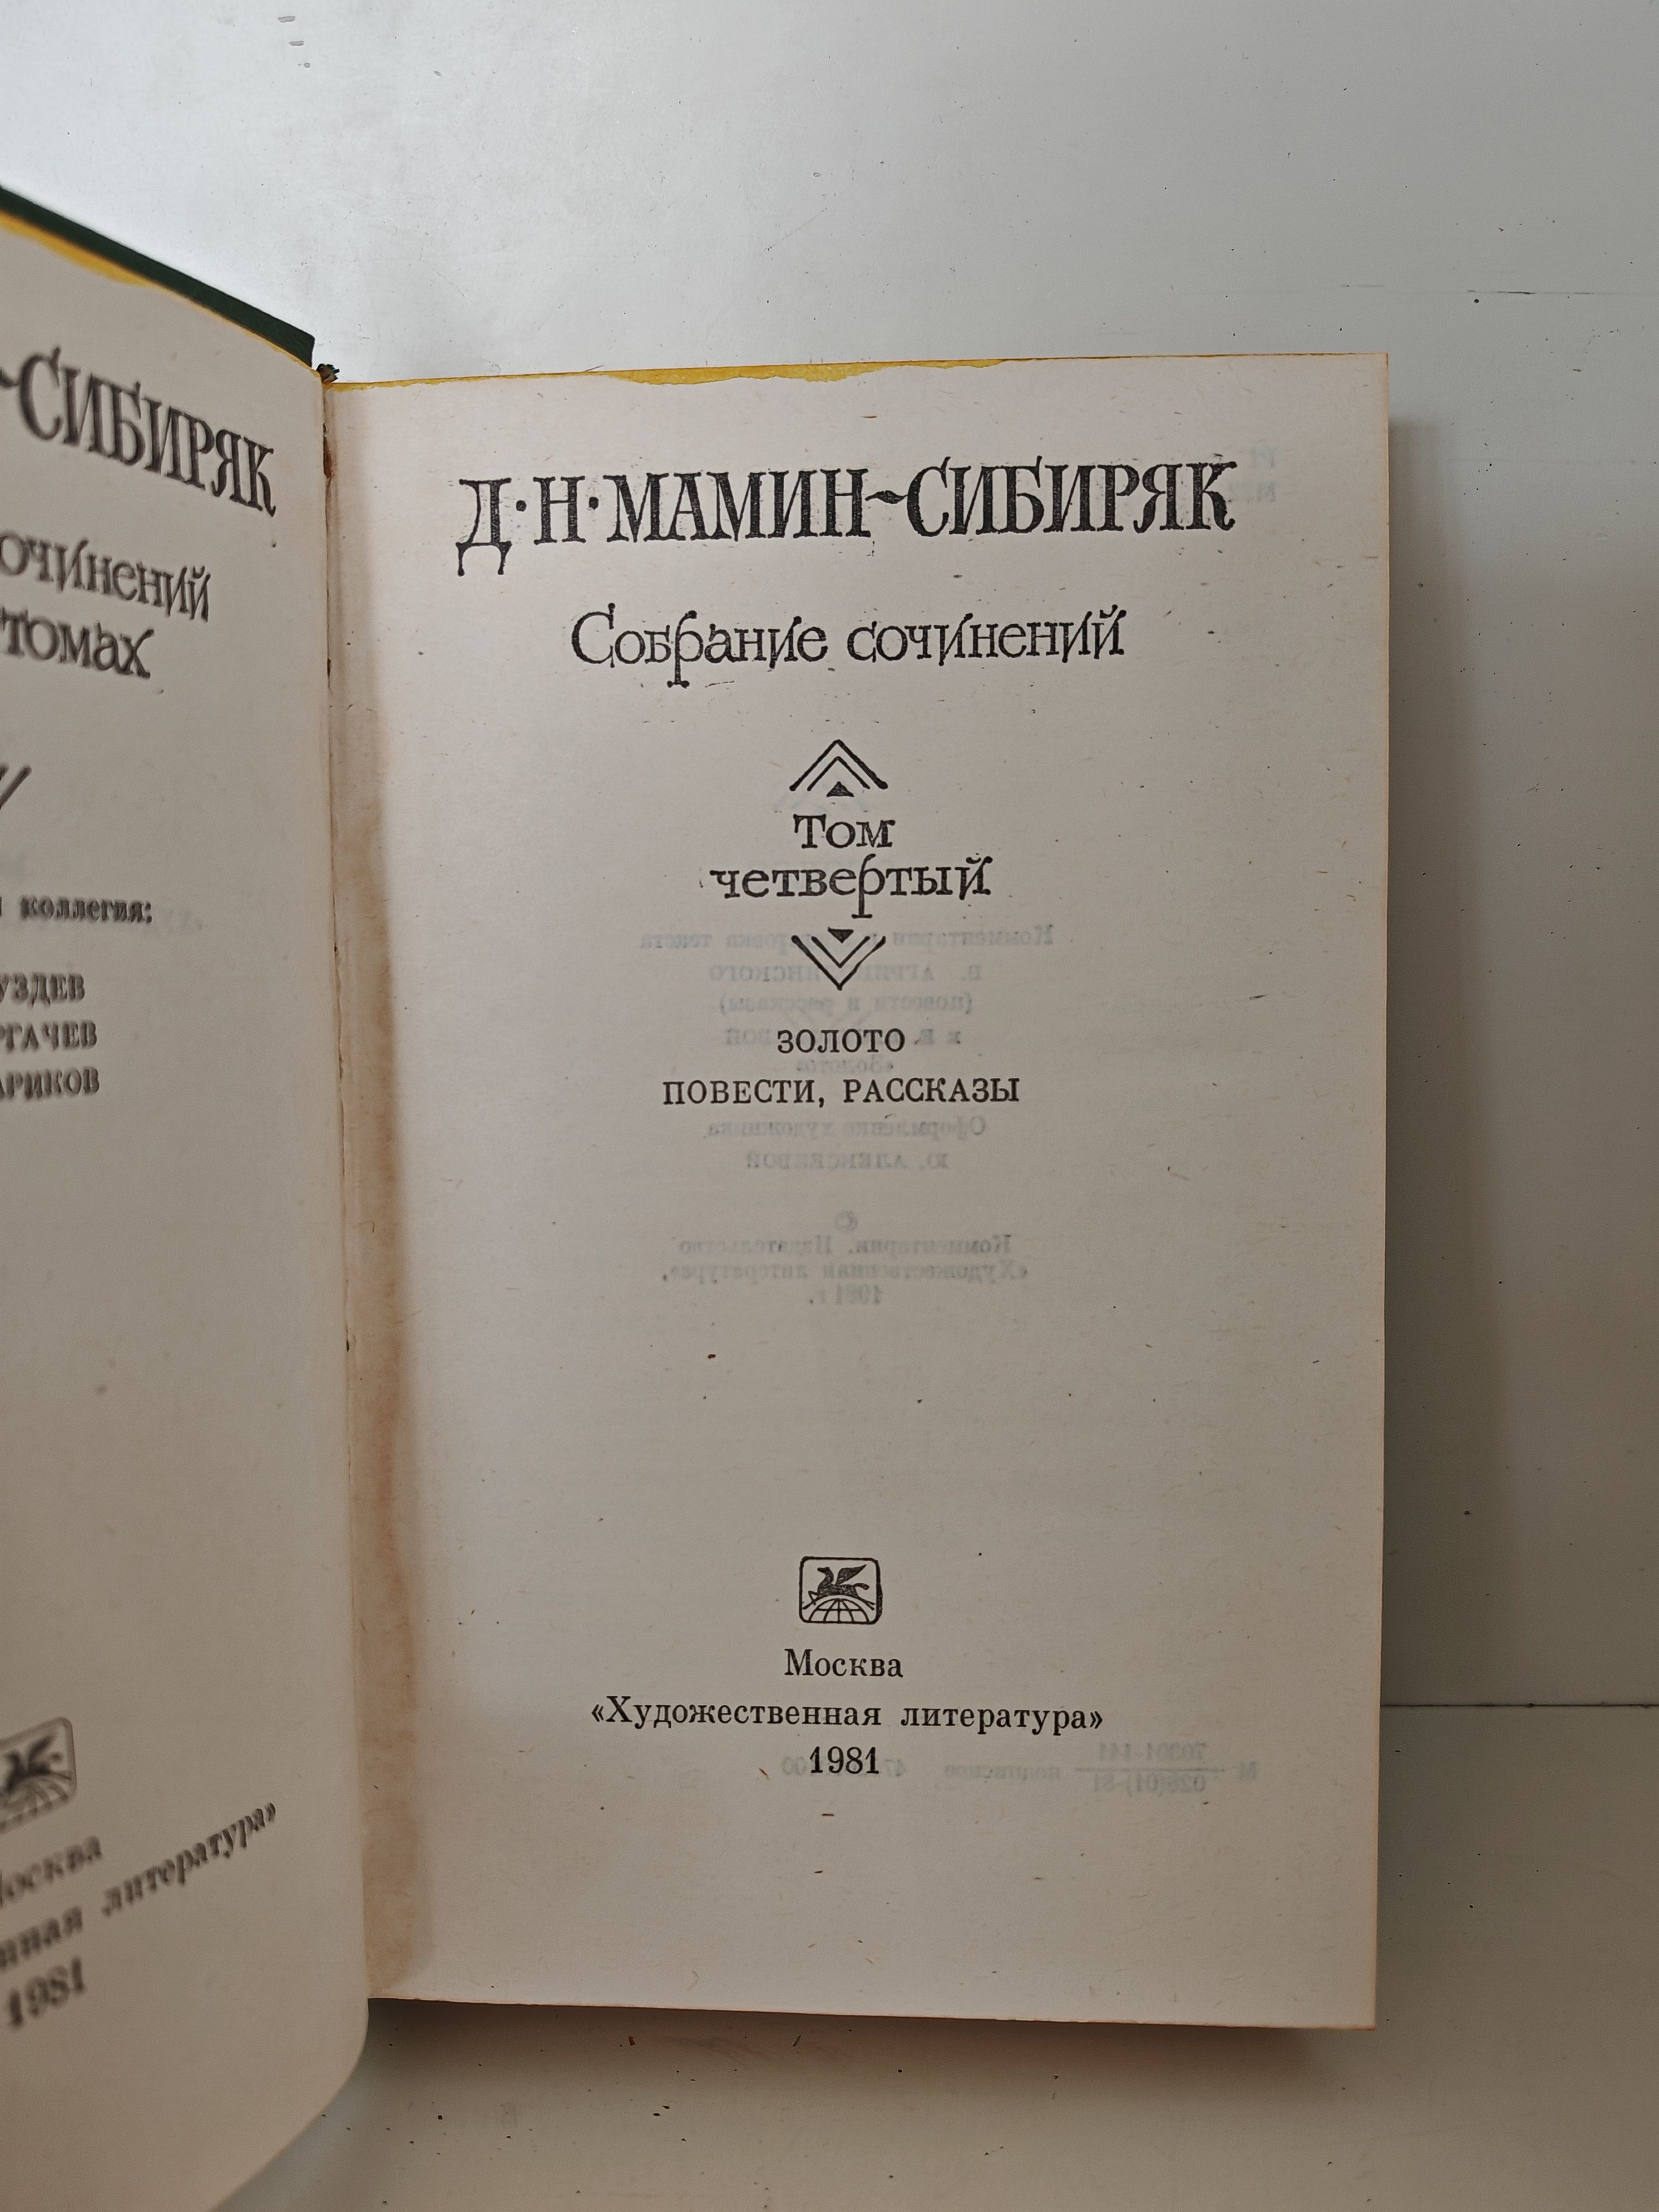 ~СИБИРЯК
очинений
томах
коллегия:
УЗДЕВ
РГАЧЕВ
АРИКОВ
осква
нная литература»
1981
Д·Н·МАМИН~СИБИРЯК
Собрание сочинений
Том
четвертый
ЗОЛОТО
ПОВЕСТИ, РАССКАЗЫ
Москва
«Художественная литература»
1981